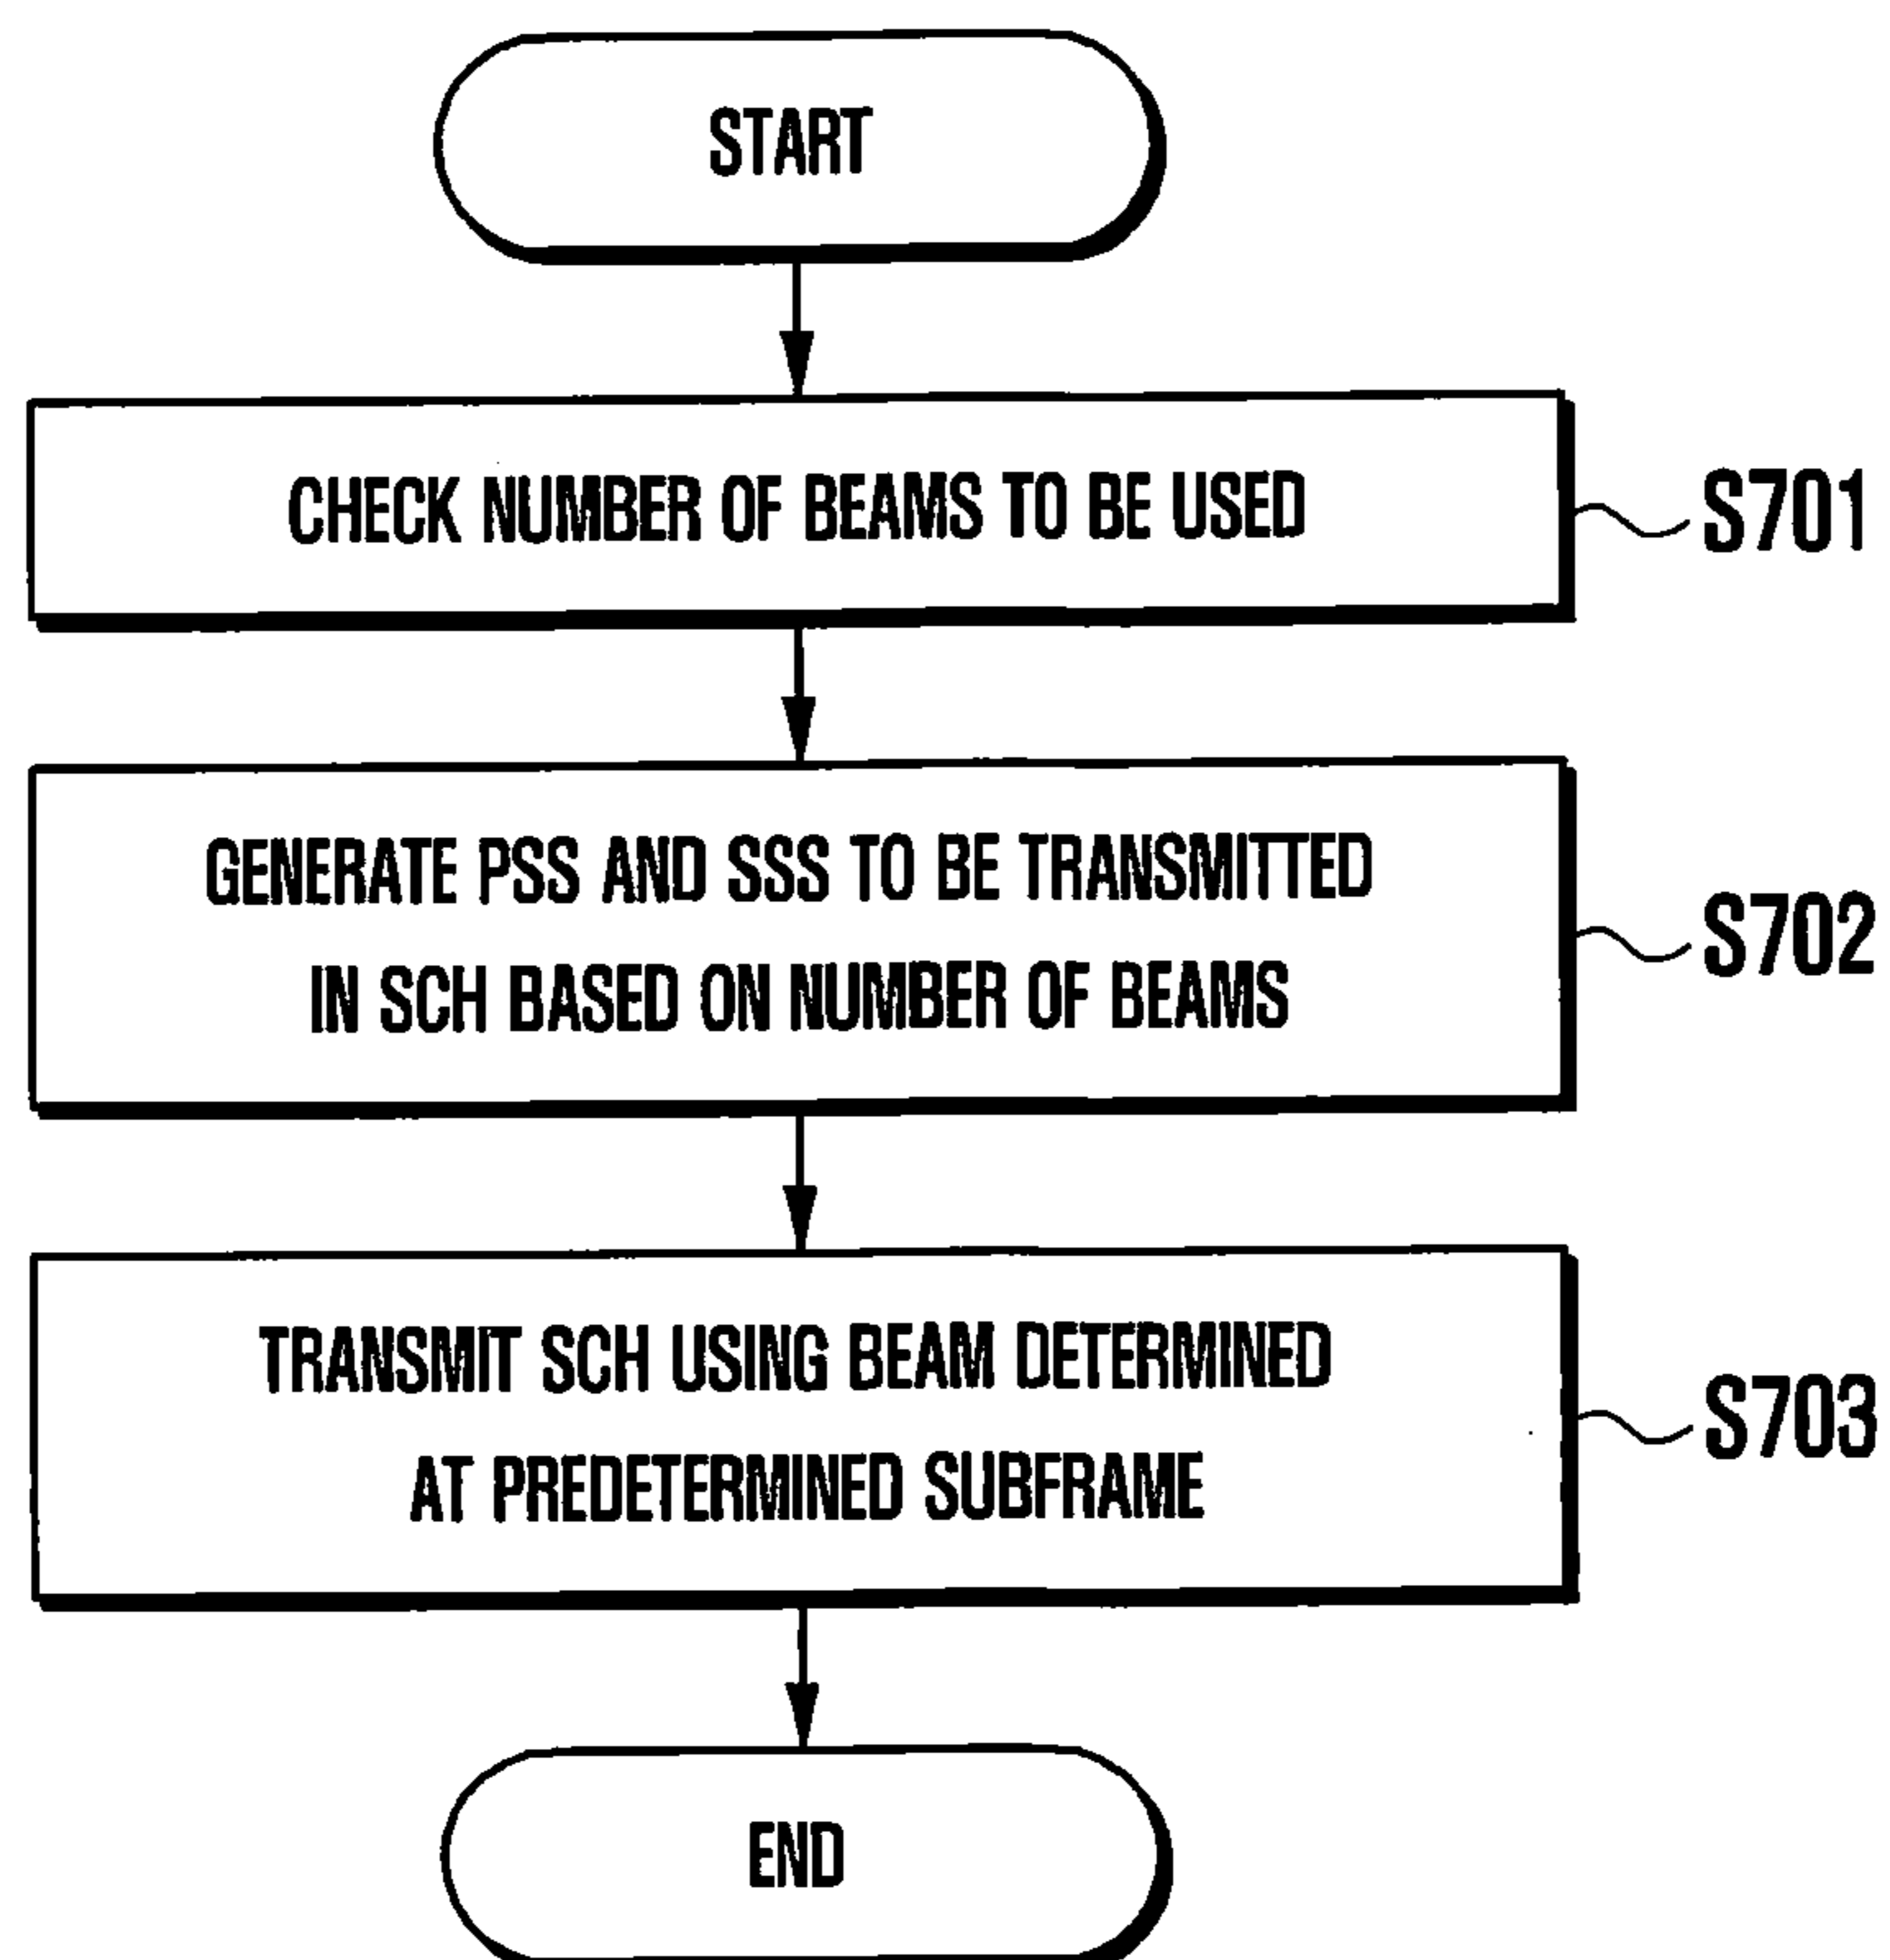 START
CHECK NUMBER OF BEAMS TO BE USED
S701
GENERATE PSS AND SSS TO BE TRANSMITTED
IN SCH BASED ON NUMBER OF BEAMS
S702
TRANSMIT SCH USING BEAM DETERMINED
AT PREDETERMINED SUBFRAME
S703
END